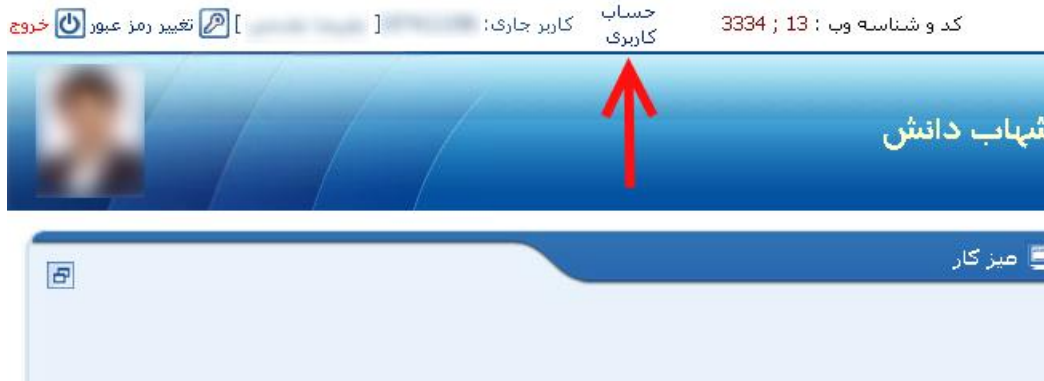 کد و شناسه وب : 13 ; 3334
حساب
کاربری
کاربر جاری: [ ]
تغییر رمز عبور
خروج
شهاب دانش
میز کار